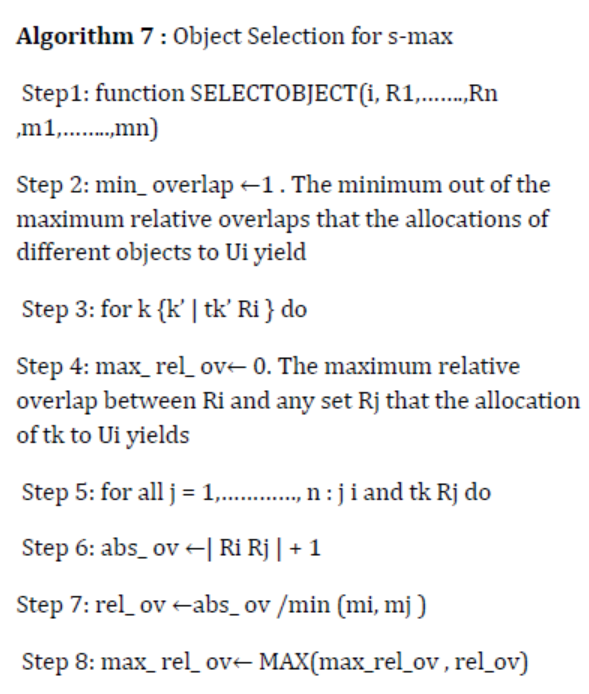 Algorithm 7 : Object Selection for s-max
Step1: function SELECTOBJECT(i, R1,……..,Rn
,m1,……...,mn)
Step 2: min_ overlap ←1 . The minimum out of the
maximum relative overlaps that the allocations of
different objects to Ui yield
Step 3: for k {k’ | tk’ Ri } do
Step 4: max_ rel_ ov← 0. The maximum relative
overlap between Ri and any set Rj that the allocation
of tk to Ui yields
Step 5: for all j = 1,…………., n : j i and tk Rj do
Step 6: abs_ ov ←| Ri Rj | + 1
Step 7: rel_ ov ←abs_ ov /min (mi, mj )
Step 8: max_ rel_ ov← MAX(max_rel_ov , rel_ov)